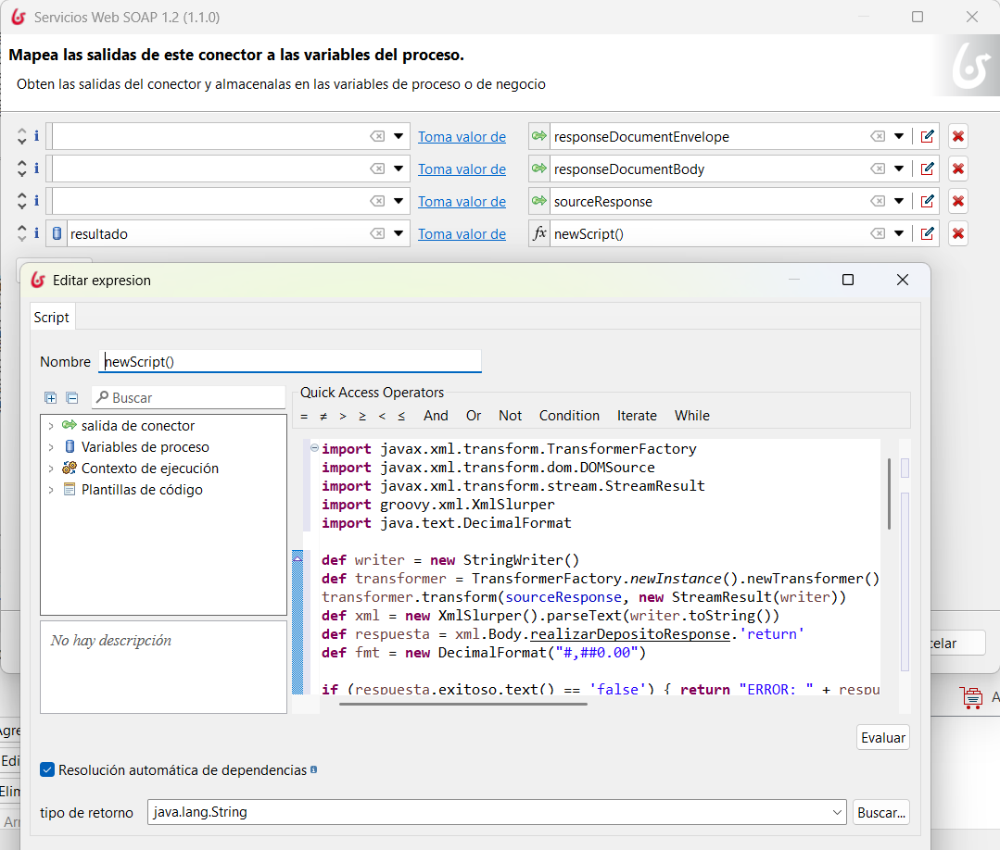 Servicios Web SOAP 1.2 (1.1.0)
Mapea las salidas de este conector a las variables del proceso.
Obten las salidas del conector y almacenalas en las variables de proceso o de negocio
Toma valor de responseDocumentEnvelope
Toma valor de responseDocumentBody
Toma valor de sourceResponse
resultado Toma valor de fx newScript()
Editar expresion
Script
Nombre newScript()
Buscar
Quick Access Operators
= ≠ > ≥ < ≤ And Or Not Condition Iterate While
salida de conector
Variables de proceso
Contexto de ejecución
Plantillas de código
No hay descripción
import javax.xml.transform.TransformerFactory
import javax.xml.transform.dom.DOMSource
import javax.xml.transform.stream.StreamResult
import groovy.xml.XmlSlurper
import java.text.DecimalFormat
def writer = new StringWriter()
def transformer = TransformerFactory.newInstance().newTransformer()
transformer.transform(sourceResponse, new StreamResult(writer))
def xml = new XmlSlurper().parseText(writer.toString())
def respuesta = xml.Body.realizarDepositoResponse.'return'
def fmt = new DecimalFormat("#,##0.00")
if (respuesta.exitoso.text() == 'false') { return "ERROR: " + respu
Evaluar
Resolución automática de dependencias
tipo de retorno java.lang.String Buscar...
celar
A
Agre
Edi
Elim
Arr